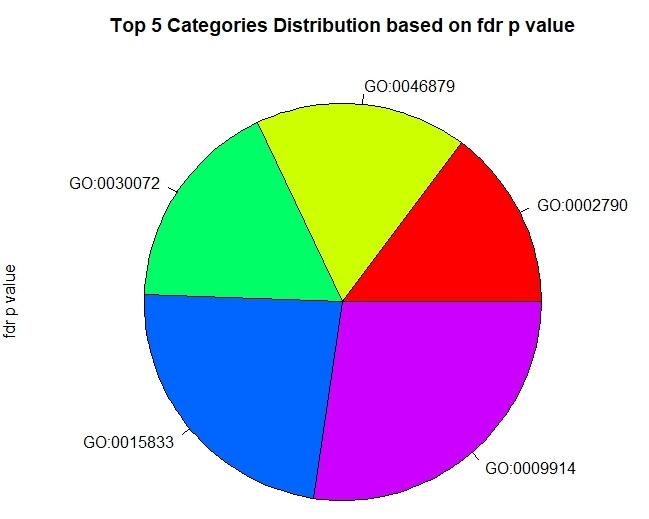 Top 5 Categories Distribution based on fdr p value
GO:0046879
GO:0030072
GO:0002790
fdr p value
GO:0015833
GO:0009914